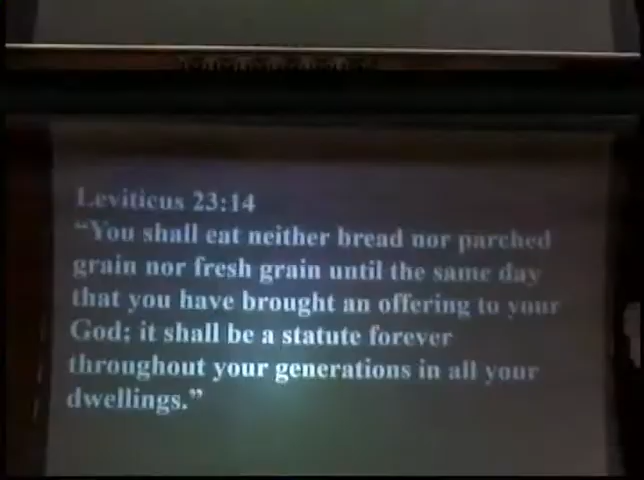 Leviticus 23:14
“You shall eat neither bread nor parched
grain nor fresh grain until the same day
that you have brought an offering to your
God; it shall be a statute forever
throughout your generations in all your
dwellings.”